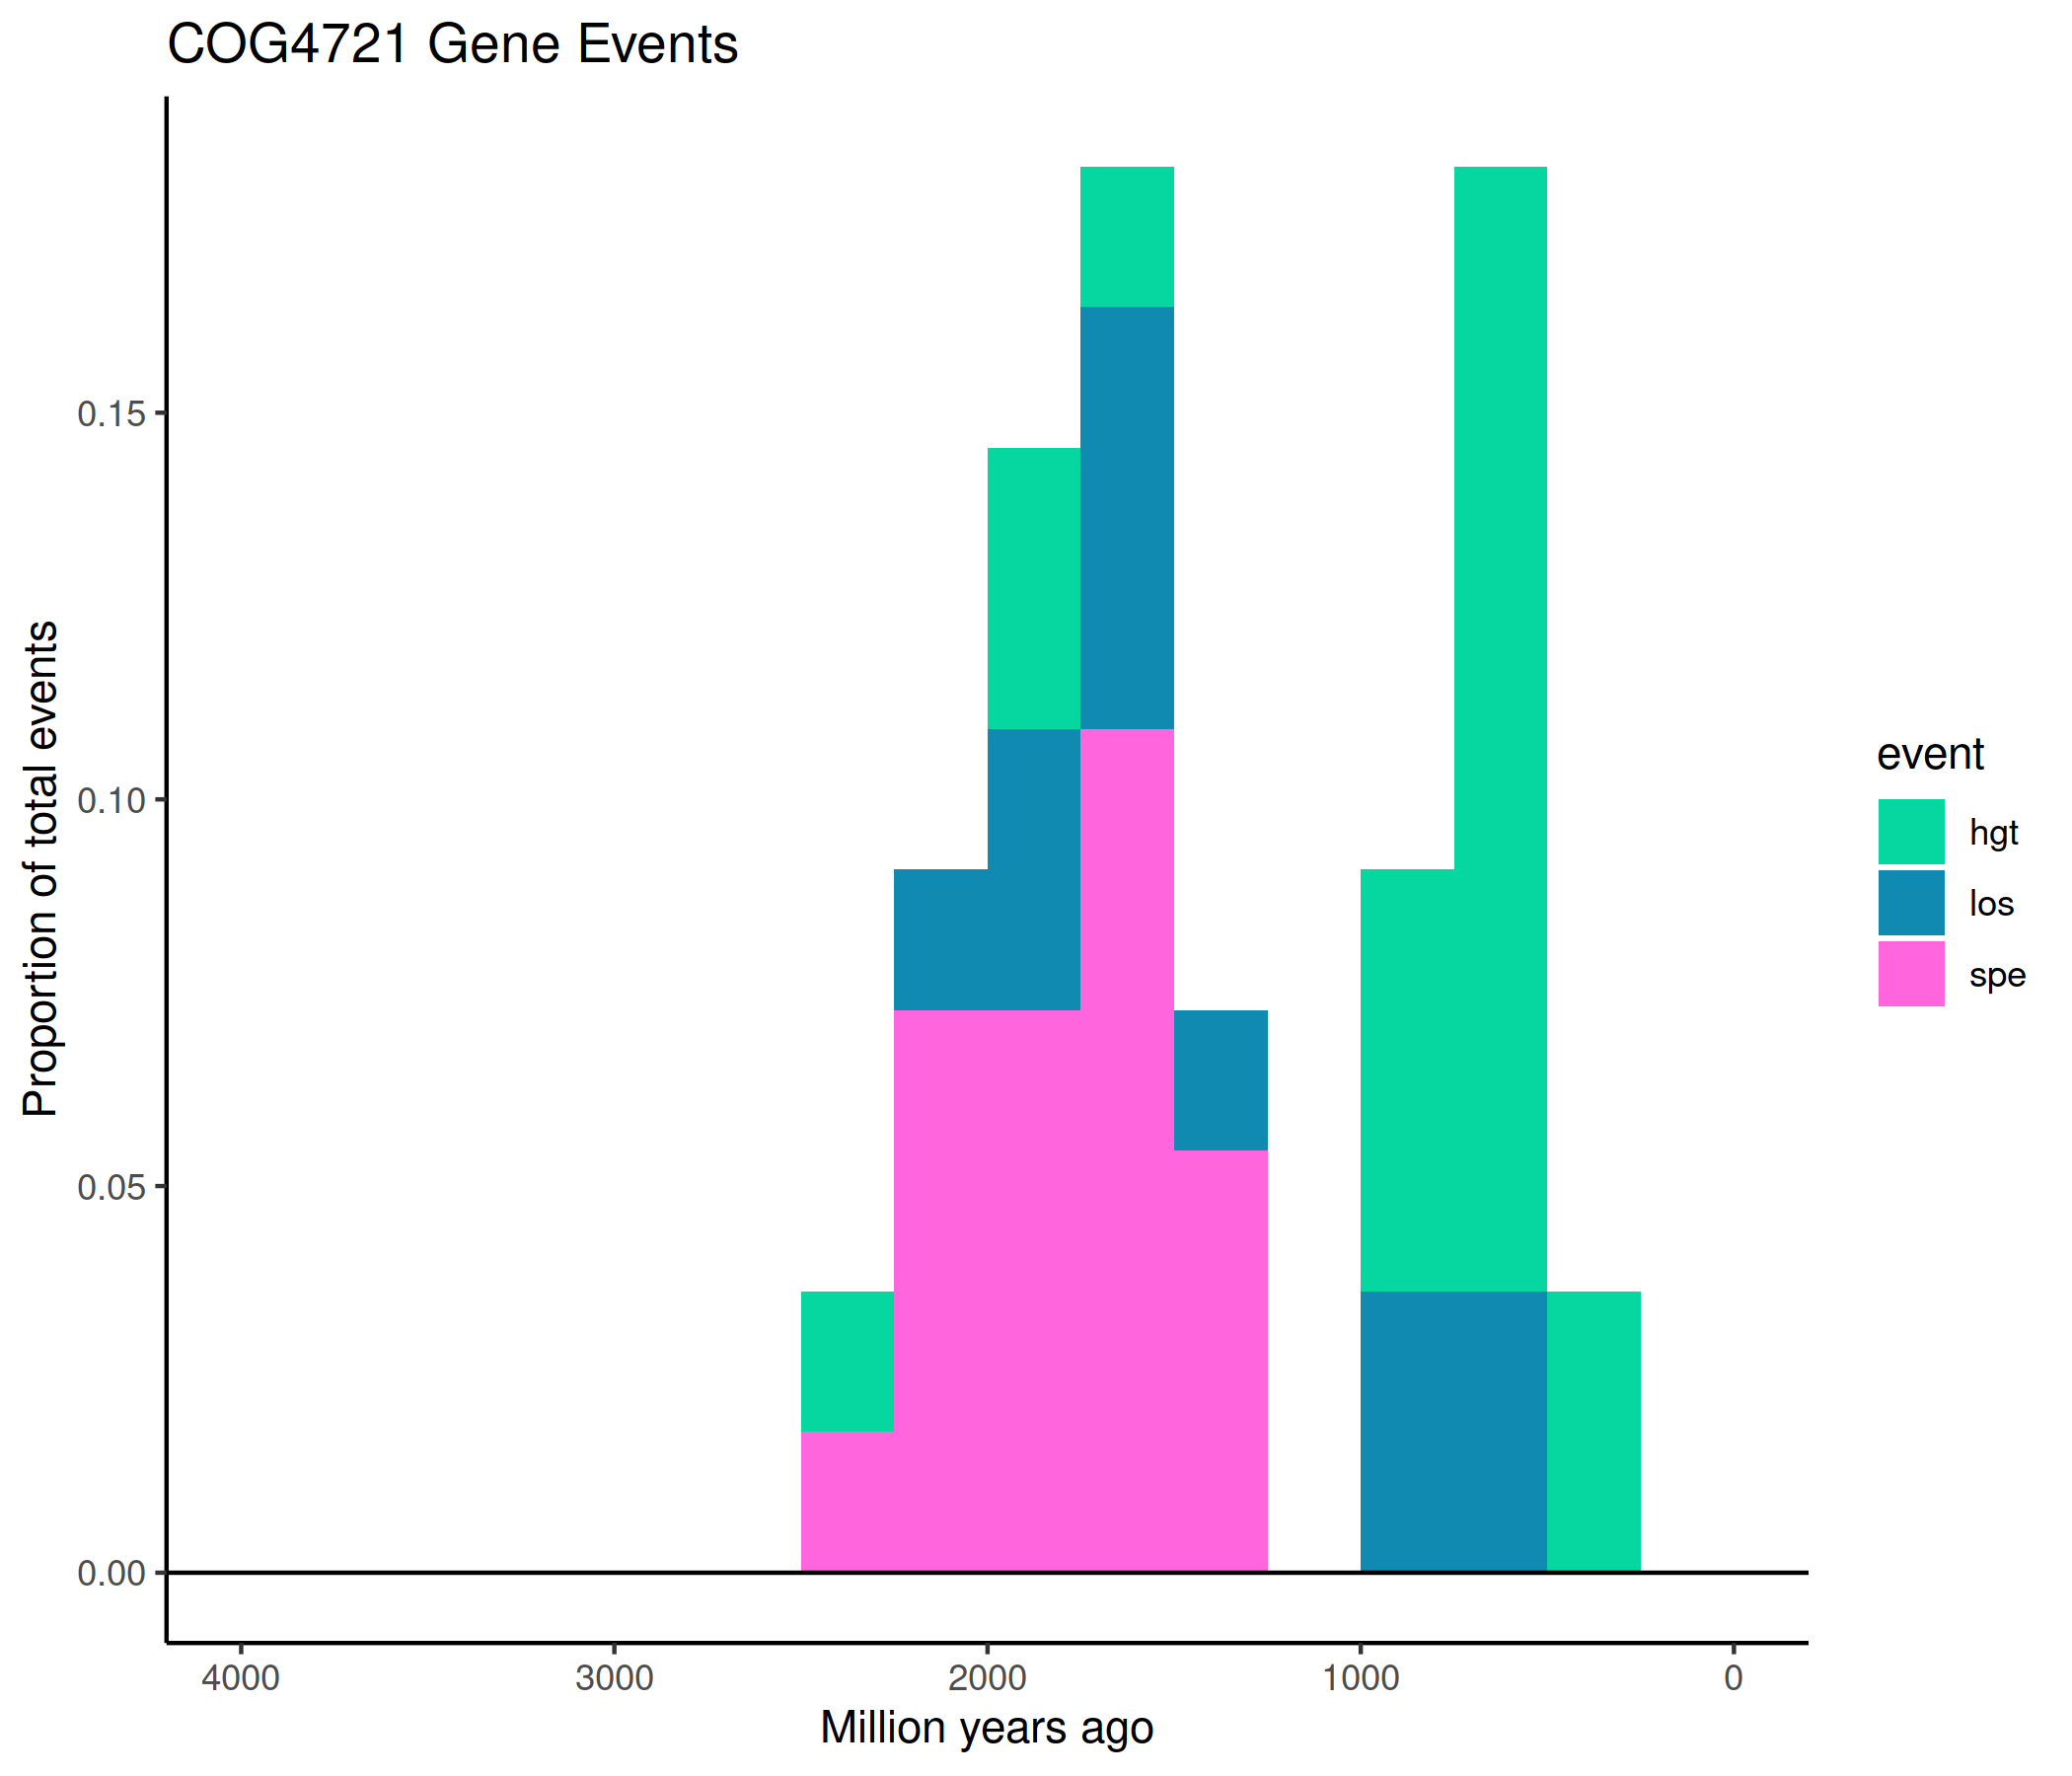 COG4721 Gene Events
Proportion of total events
0.15
0.10
0.05
0.00
4000 3000 2000 1000 0
Million years ago
event
hgt
los
spe